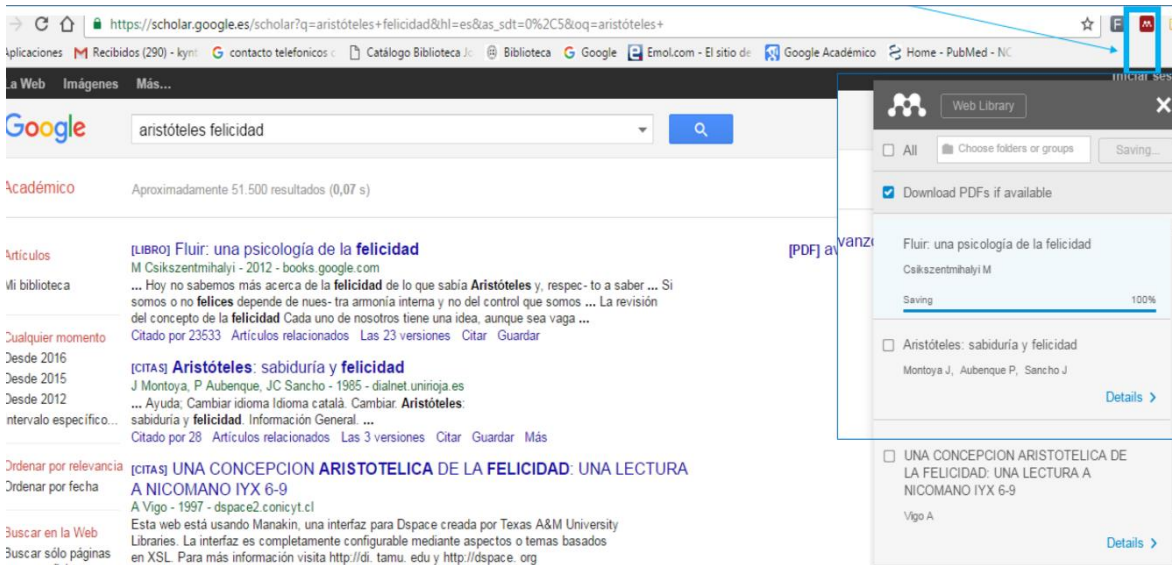 https://scholar.google.es/scholar?q=aristóteles+felicidad&hl=es&as_sdt=0%2C5&oq=aristóteles+
Aplicaciones Recibidos (290) - kynt contacto telefonicos c Catálogo Biblioteca Jo Biblioteca Google Emol.com - El sitio de Google Académico Home - PubMed - NC
La Web Imágenes Más...
Iniciar ses
Google
aristóteles felicidad
Académico
Aproximadamente 51.500 resultados (0,07 s)
Artículos
Mi biblioteca
Cualquier momento
Desde 2016
Desde 2015
Desde 2012
Intervalo específico...
Ordenar por relevancia
Ordenar por fecha
Buscar en la Web
Buscar sólo páginas
[LIBRO] Fluir: una psicología de la felicidad
M Csikszentmihalyi - 2012 - books.google.com
... Hoy no sabemos más acerca de la felicidad de lo que sabía Aristóteles y, respec- to a saber ... Si
somos o no felices depende de nues- tra armonía interna y no del control que somos ... La revisión
del concepto de la felicidad Cada uno de nosotros tiene una idea, aunque sea vaga ...
Citado por 23533 Artículos relacionados Las 23 versiones Citar Guardar
[CITAS] Aristóteles: sabiduría y felicidad
J Montoya, P Aubenque, JC Sancho - 1985 - dialnet.unirioja.es
... Ayuda; Cambiar idioma Idioma català. Cambiar. Aristóteles:
sabiduría y felicidad. Información General. ...
Citado por 28 Artículos relacionados Las 3 versiones Citar Guardar Más
[CITAS] UNA CONCEPCION ARISTOTELICA DE LA FELICIDAD: UNA LECTURA
A NICOMANO IYX 6-9
A Vigo - 1997 - dspace2.conicyt.cl
Esta web está usando Manakin, una interfaz para Dspace creada por Texas A&M University
Libraries. La interfaz es completamente configurable mediante aspectos o temas basados
en XSL. Para más información visita http://di. tamu. edu y http://dspace. org
[PDF] av
vanzo
Web Library
All
Choose folders or groups
Saving...
Download PDFs if available
Fluir: una psicología de la felicidad
Csikszentmihalyi M
Saving 100%
Aristóteles: sabiduría y felicidad
Montoya J, Aubenque P, Sancho J
Details >
UNA CONCEPCION ARISTOTELICA DE
LA FELICIDAD: UNA LECTURA A
NICOMANO IYX 6-9
Vigo A
Details >